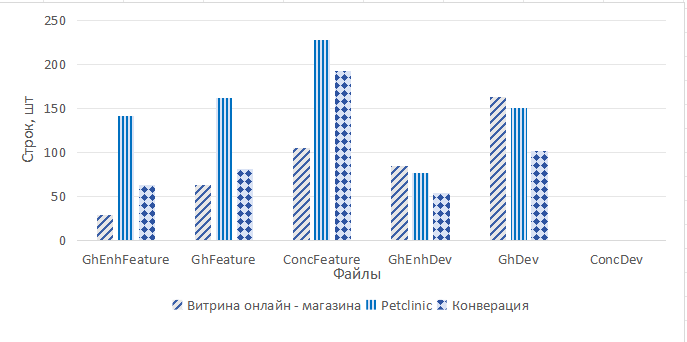 250
200
150
100
50
0
Строк, шт
GhEnhFeature GhFeature ConcFeature GhEnhDev GhDev ConcDev
Файлы
Витрина онлайн - магазина Petclinic Конверация